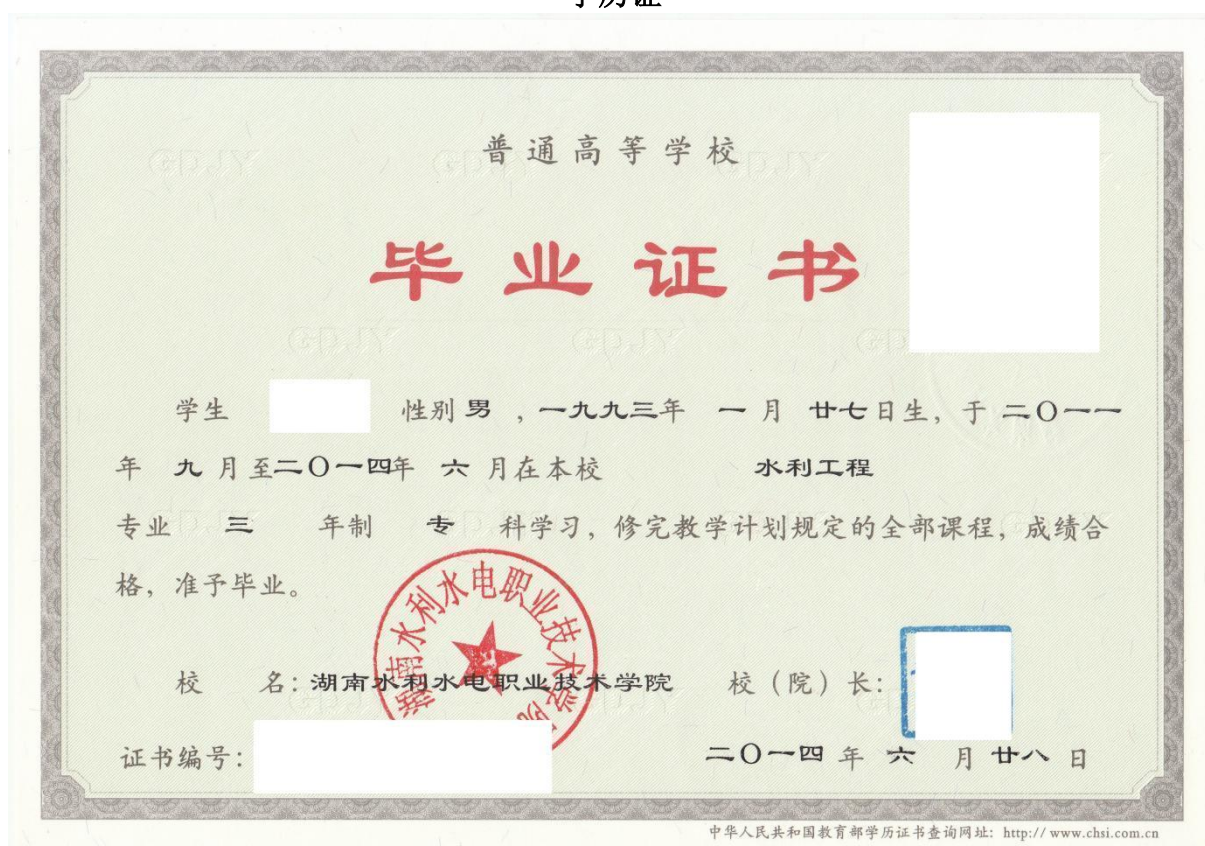 学历证
普通高等学校
毕业证书
学生 性别 男 ，一九九三年 一 月 廿七日生，于 二〇一一
年 九 月至二〇一四年 六 月在本校 水利工程
专业 三 年制 专 科学习，修完教学计划规定的全部课程，成绩合
格，准予毕业。
湖南水利水电职业技术学院
校 名：湖南水利水电职业技术学院 校（院）长：
证书编号： 二〇一四 年 六 月 廿八 日
中华人民共和国教育部学历证书查询网址：http://www.chsi.com.cn
GDJY GDJY GDJY
GDJY GDJY GD